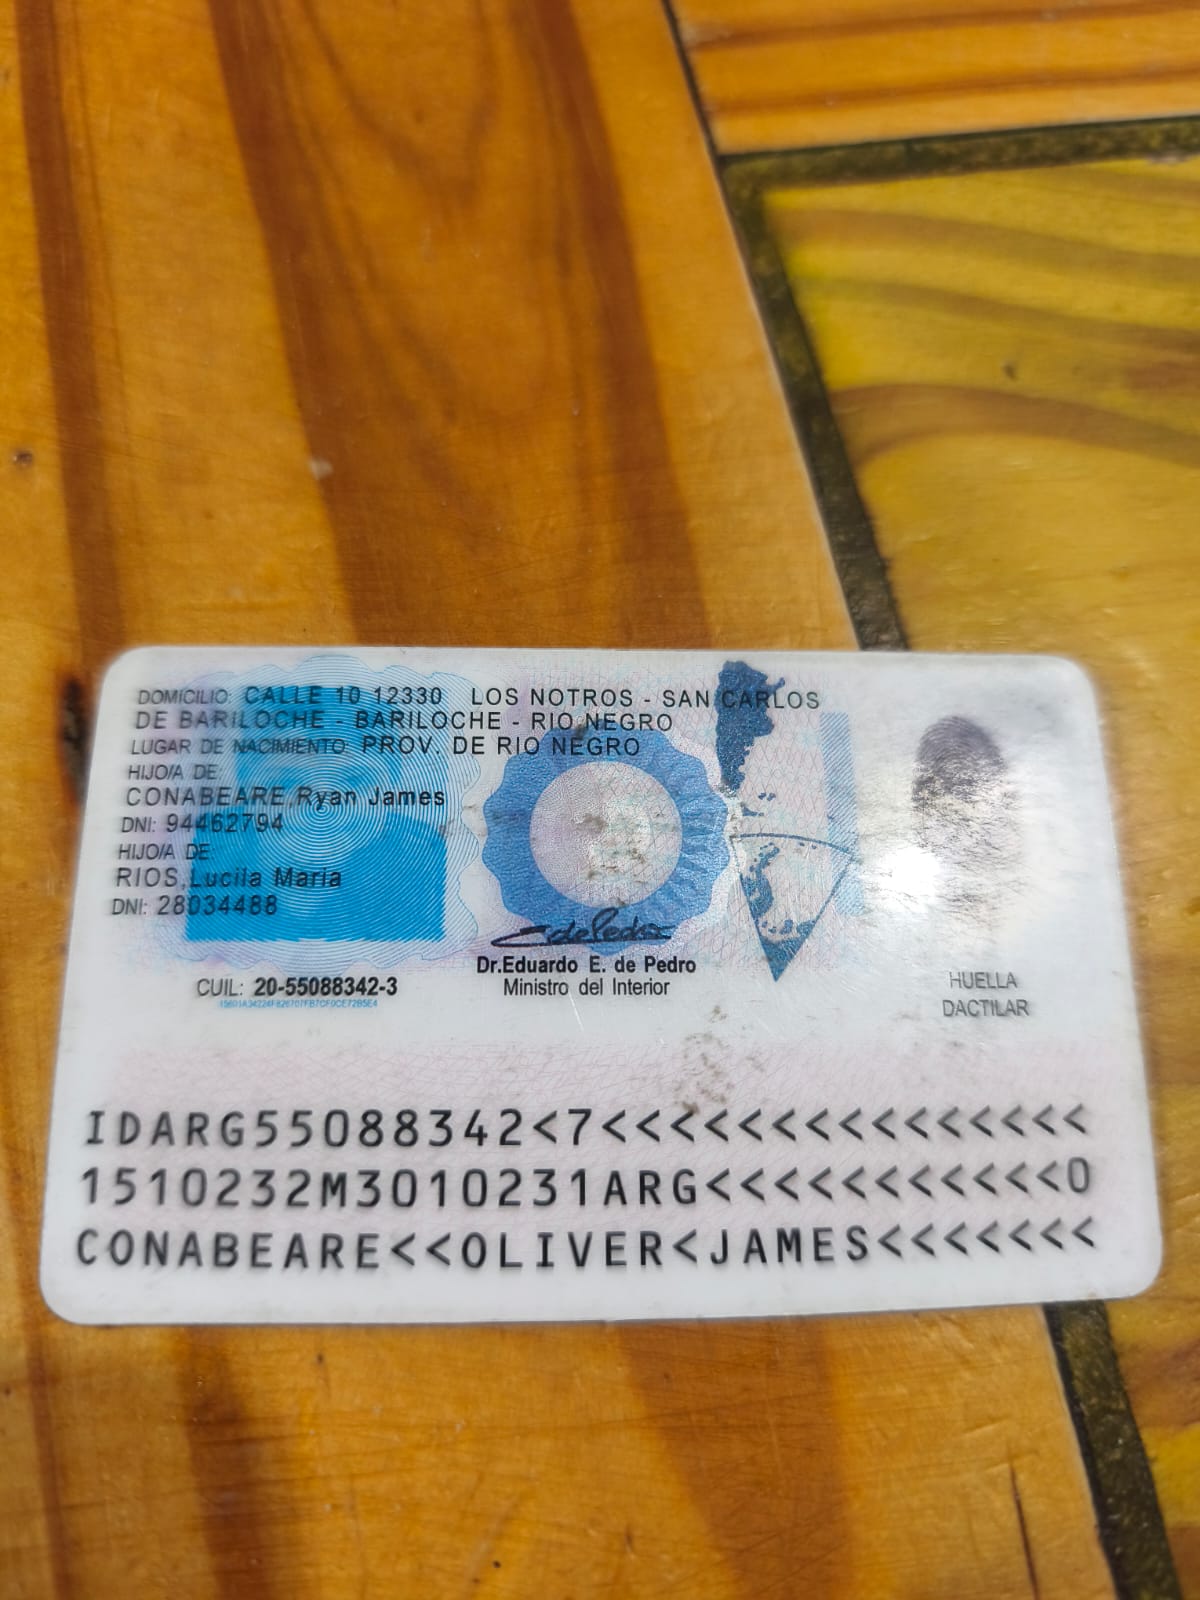 DOMICILIO: CALLE 10 12330 LOS NOTROS - SAN CARLOS
DE BARILOCHE - BARILOCHE - RIO NEGRO
LUGAR DE NACIMIENTO: PROV. DE RIO NEGRO
HIJO/A DE:
CONABEARE,Ryan James
DNI: 94462794
HIJO/A DE:
RIOS,Lucila Maria
DNI: 28034488
CUIL: 20-55088342-3
Dr.Eduardo E. de Pedro
Ministro del Interior
HUELLA
DACTILAR
IDARG55088342<7<<<<<<<<<<<<<<<
1510232M3010231ARG<<<<<<<<<<<0
CONABEARE<<OLIVER<JAMES<<<<<<<